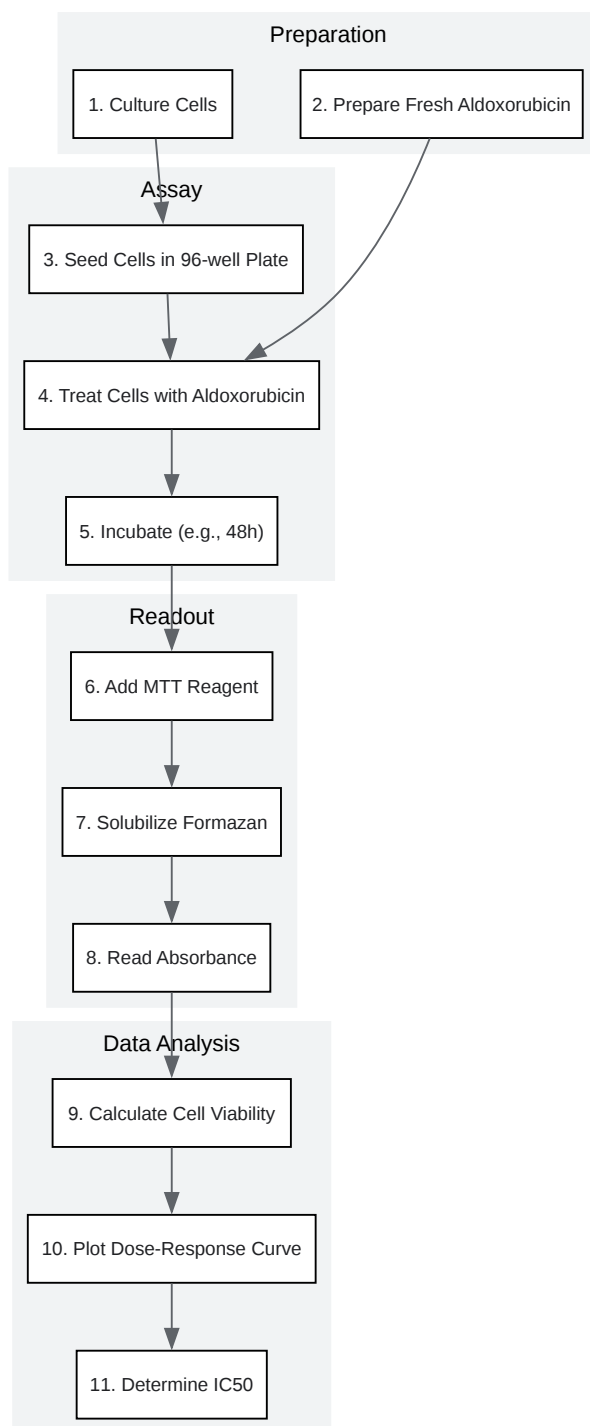 Preparation
1. Culture Cells
2. Prepare Fresh Aldoxorubicin
Assay
3. Seed Cells in 96-well Plate
4. Treat Cells with Aldoxorubicin
5. Incubate (e.g., 48h)
Readout
6. Add MTT Reagent
7. Solubilize Formazan
8. Read Absorbance
Data Analysis
9. Calculate Cell Viability
10. Plot Dose-Response Curve
11. Determine IC50